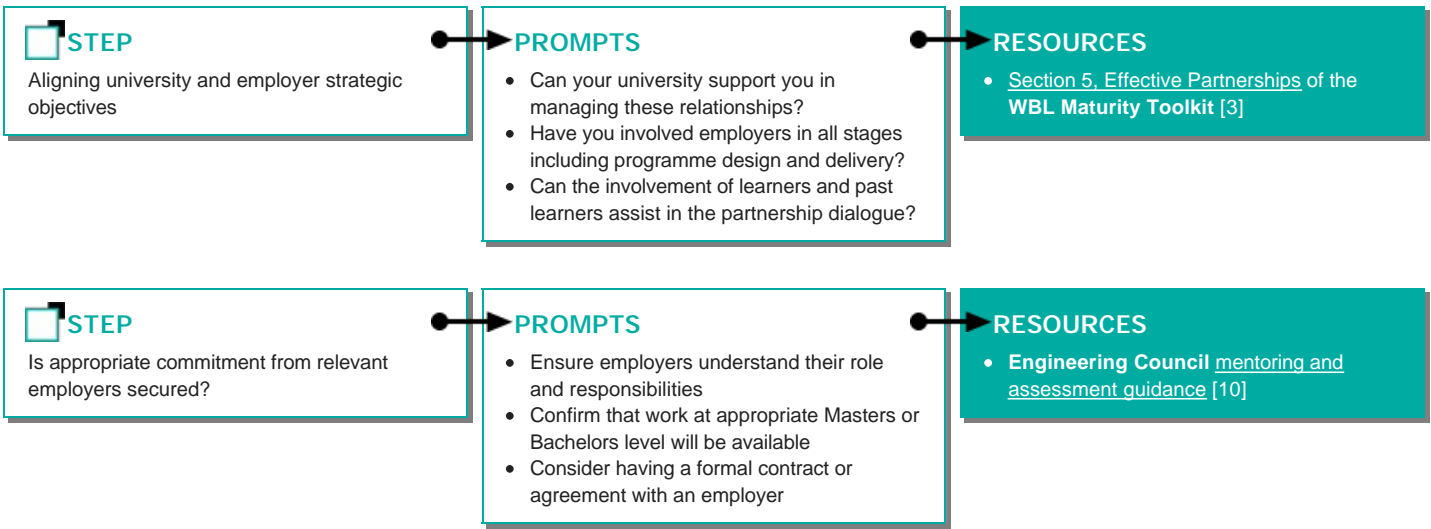 STEP
Aligning university and employer strategic
objectives
PROMPTS
• Can your university support you in
managing these relationships?
• Have you involved employers in all stages
including programme design and delivery?
• Can the involvement of learners and past
learners assist in the partnership dialogue?
RESOURCES
• Section 5, Effective Partnerships of the
WBL Maturity Toolkit [3]
STEP
Is appropriate commitment from relevant
employers secured?
PROMPTS
• Ensure employers understand their role
and responsibilities
• Confirm that work at appropriate Masters or
Bachelors level will be available
• Consider having a formal contract or
agreement with an employer
RESOURCES
• Engineering Council mentoring and
assessment guidance [10]